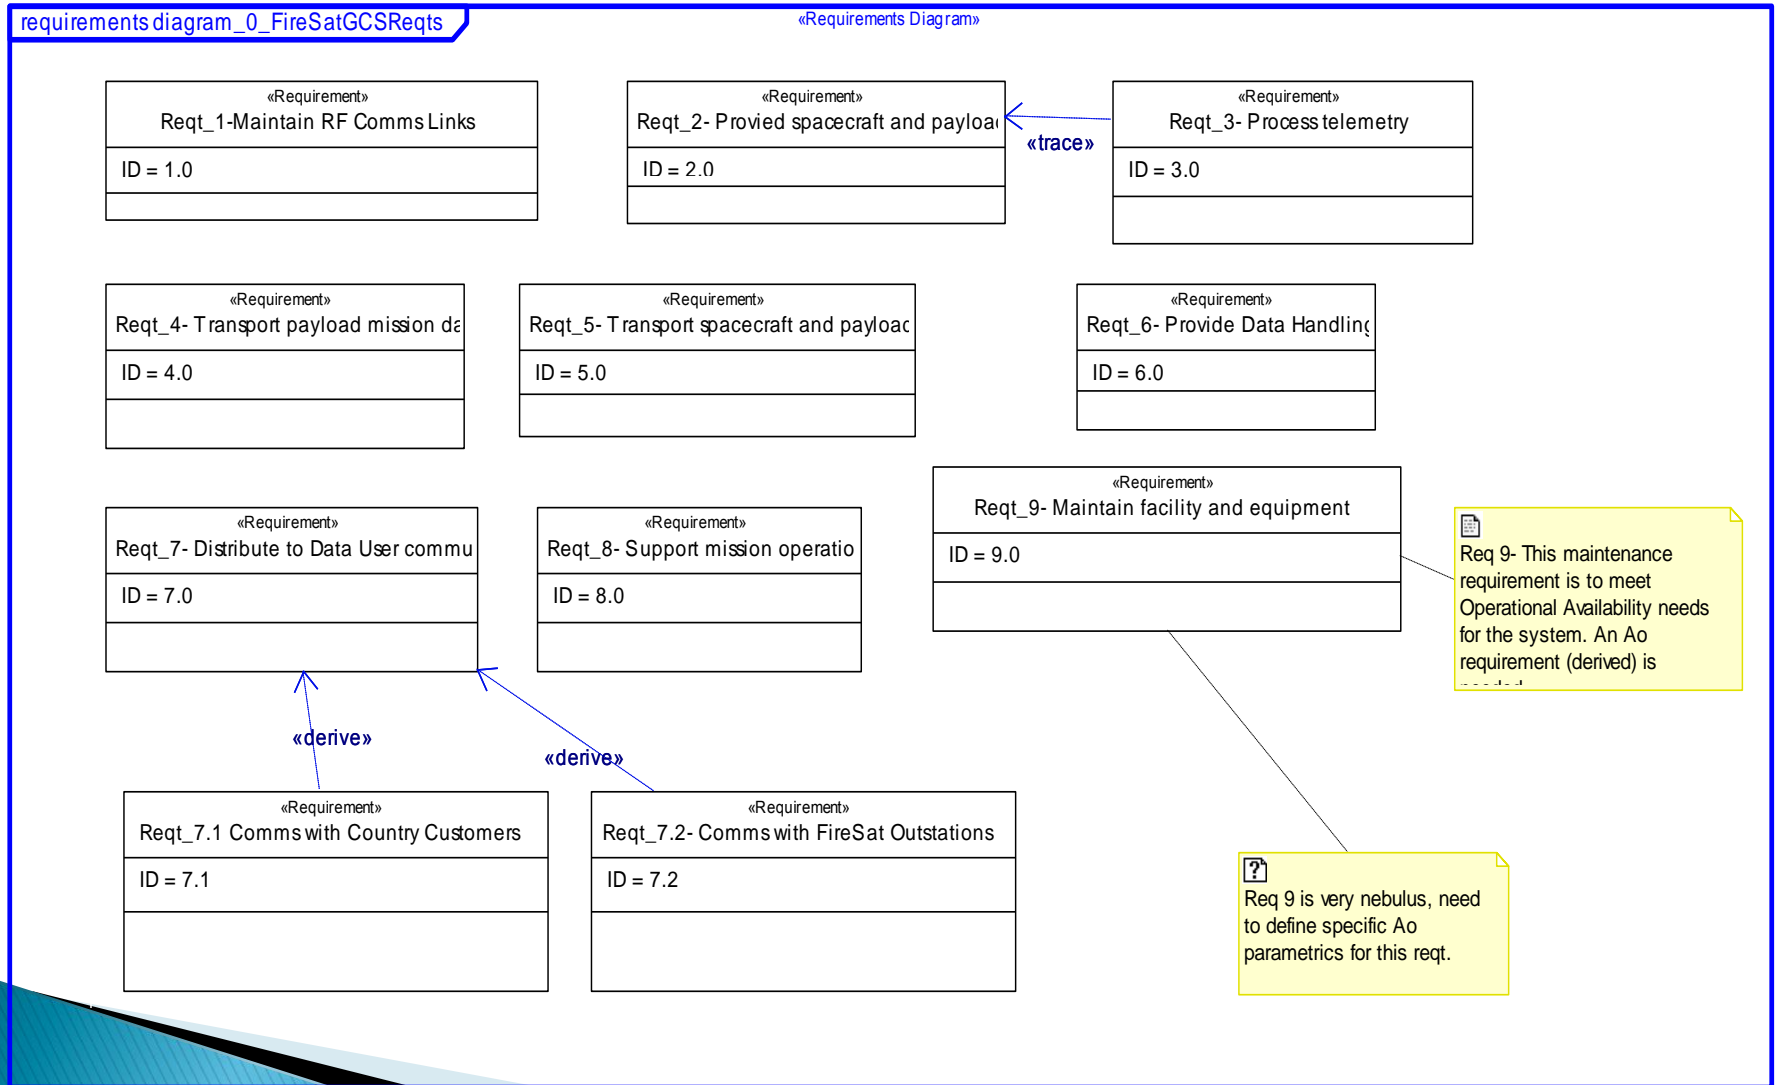 requirements diagram_0_FireSatGCSReqts
«Requirements Diagram»
«Requirement»
Reqt_1-Maintain RF Comms Links
ID = 1.0
«Requirement»
Reqt_2- Provied spacecraft and payloa
ID = 2.0
«trace»
«Requirement»
Reqt_3- Process telemetry
ID = 3.0
«Requirement»
Reqt_4- Transport payload mission da
ID = 4.0
«Requirement»
Reqt_5- Transport spacecraft and payload
ID = 5.0
«Requirement»
Reqt_6- Provide Data Handling
ID = 6.0
«Requirement»
Reqt_7- Distribute to Data User commu
ID = 7.0
«Requirement»
Reqt_8- Support mission operatio
ID = 8.0
«Requirement»
Reqt_9- Maintain facility and equipment
ID = 9.0
Req 9- This maintenance
requirement is to meet
Operational Availability needs
for the system. An Ao
requirement (derived) is
«derive»
«derive»
«Requirement»
Reqt_7.1 Comms with Country Customers
ID = 7.1
«Requirement»
Reqt_7.2- Comms with FireSat Outstations
ID = 7.2
?
Req 9 is very nebulus, need
to define specific Ao
parametrics for this reqt.